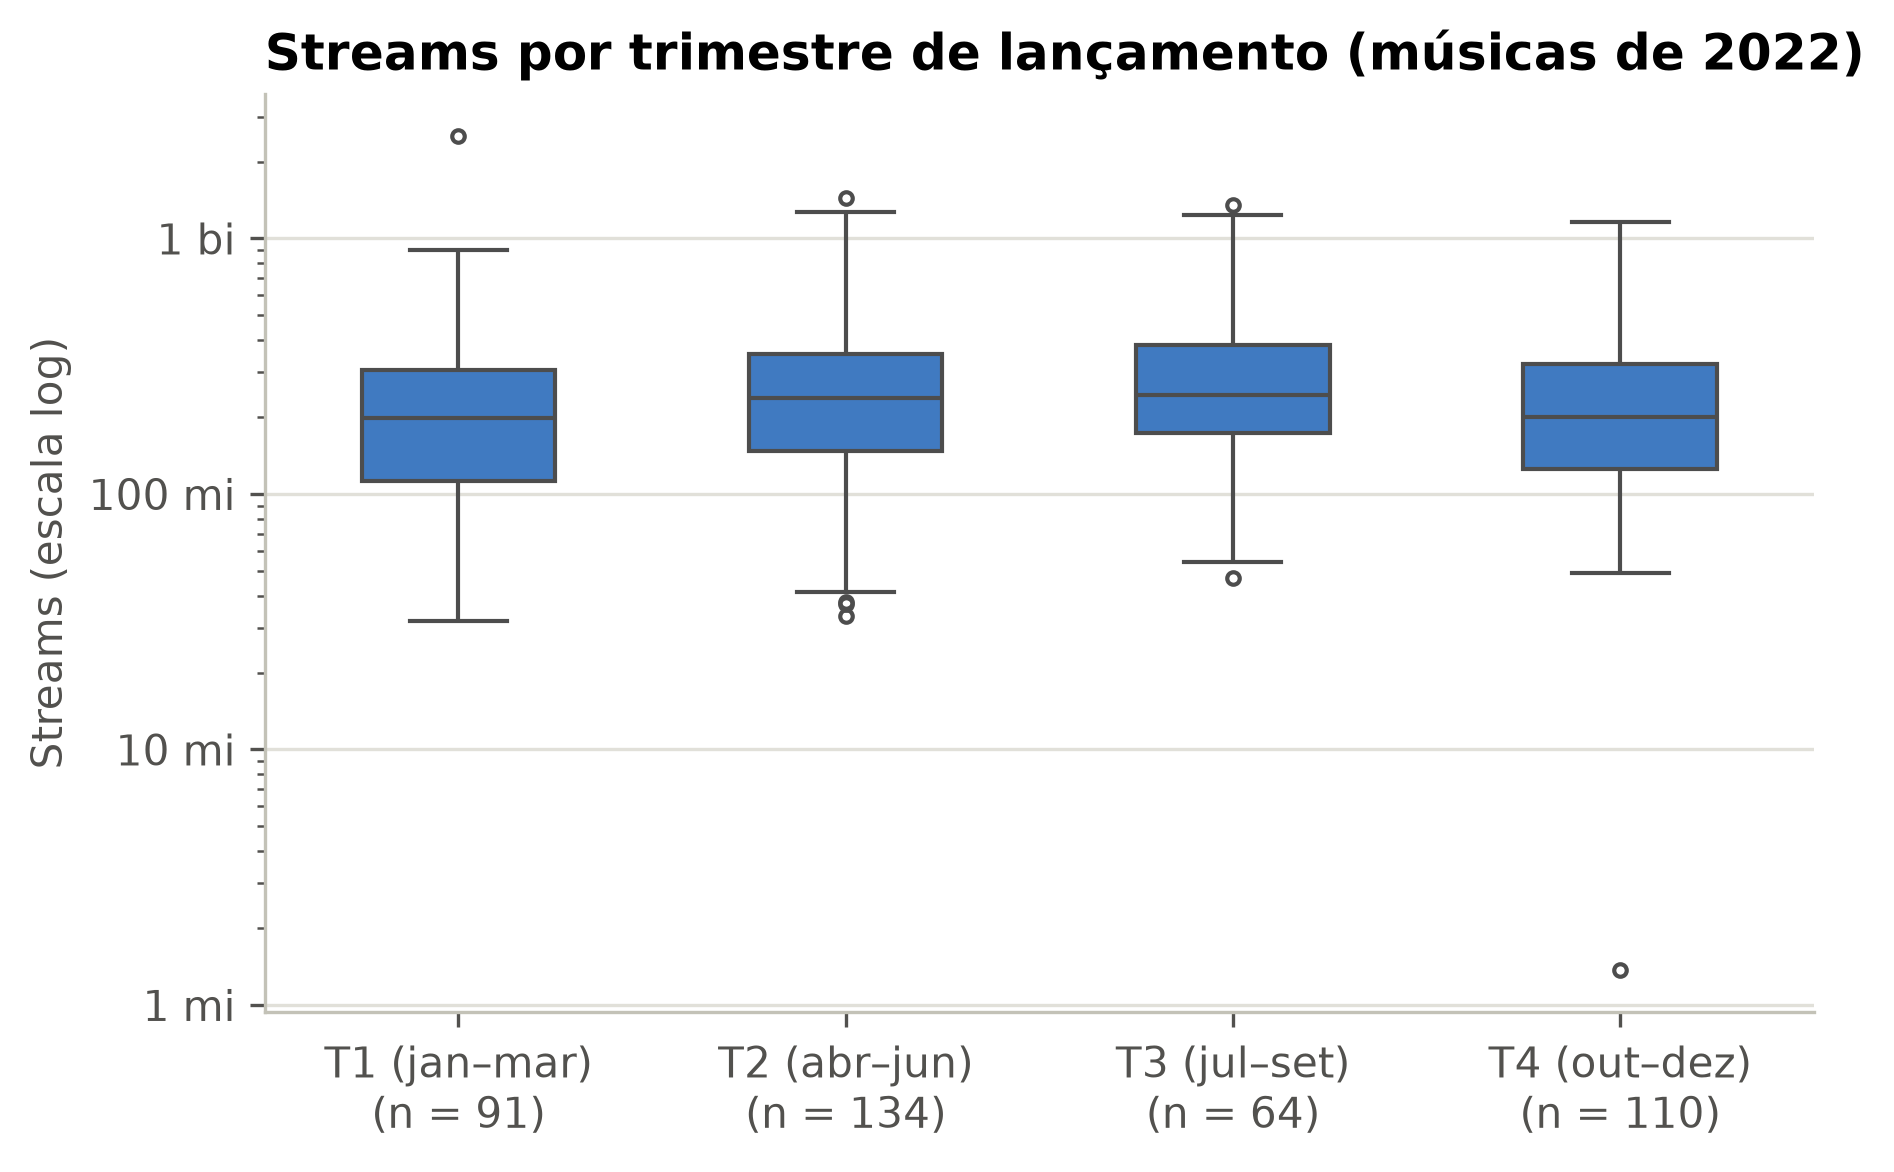 Streams por trimestre de lançamento (músicas de 2022)
Streams (escala log)
1 bi
100 mi
10 mi
1 mi
T1 (jan–mar)
(n = 91)
T2 (abr–jun)
(n = 134)
T3 (jul–set)
(n = 64)
T4 (out–dez)
(n = 110)